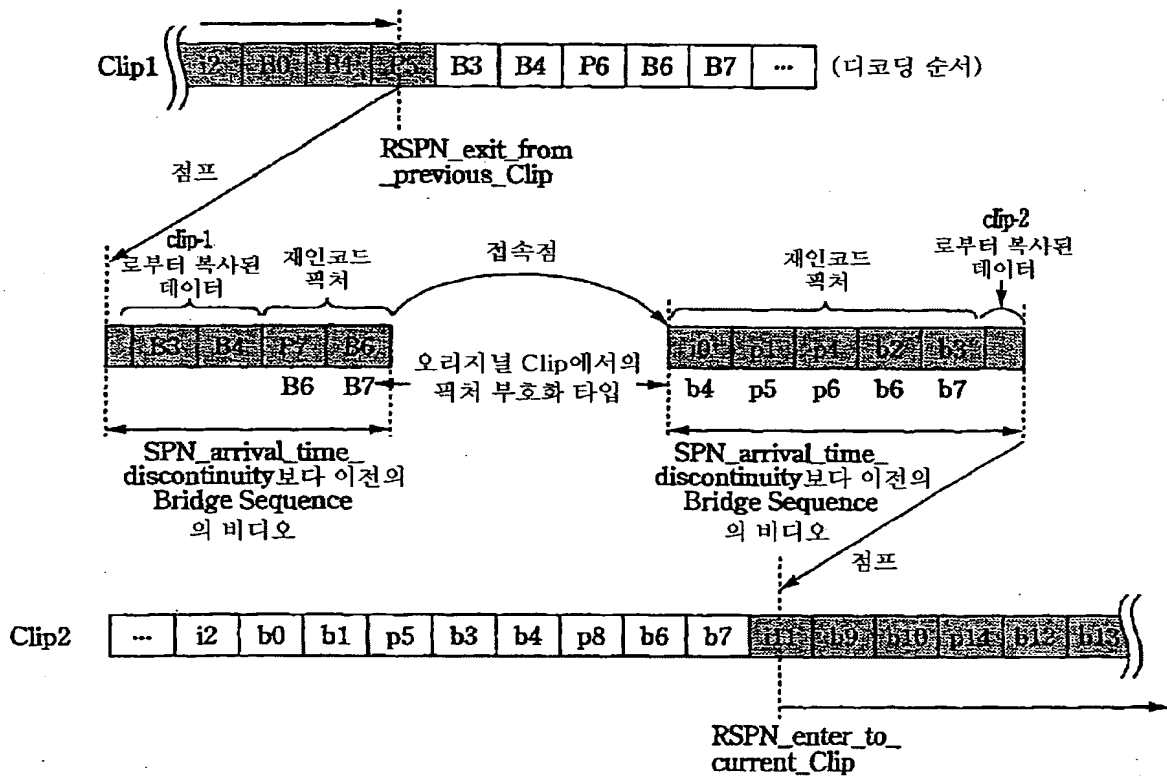 Clip1 i2 B0 B1 P5 B3 B4 P6 B6 B7 ... (디코딩 순서)
RSPN_exit_from
_previous_Clip
점프
clip-1
로부터 복사된
데이터
재인코드
픽처
접속점
재인코드
픽처
clip-2
로부터 복사된
데이터
B3 B4 P7 B6
i0 p1 p4 b2 b3
B6 B7
오리지널 Clip에서의
픽처 부호화 타입
b4 p5 p6 b6 b7
SPN_arrival_time_
discontinuity보다 이전의
Bridge Sequence
의 비디오
SPN_arrival_time_
discontinuity보다 이전의
Bridge Sequence
의 비디오
점프
Clip2 ... i2 b0 b1 p5 b3 b4 p8 b6 b7 i11 b9 b10 p14 b12 b13
RSPN_enter_to_
current_Clip